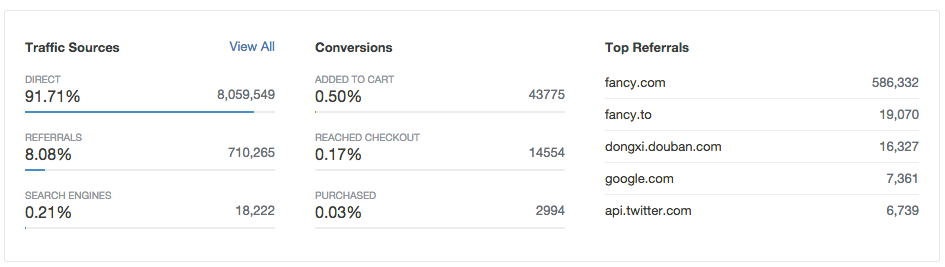 Traffic Sources View All
DIRECT
91.71% 8,059,549
REFERRALS
8.08% 710,265
SEARCH ENGINES
0.21% 18,222
Conversions
ADDED TO CART
0.50% 43775
REACHED CHECKOUT
0.17% 14554
PURCHASED
0.03% 2994
Top Referrals
fancy.com 586,332
fancy.to 19,070
dongxi.douban.com 16,327
google.com 7,361
api.twitter.com 6,739